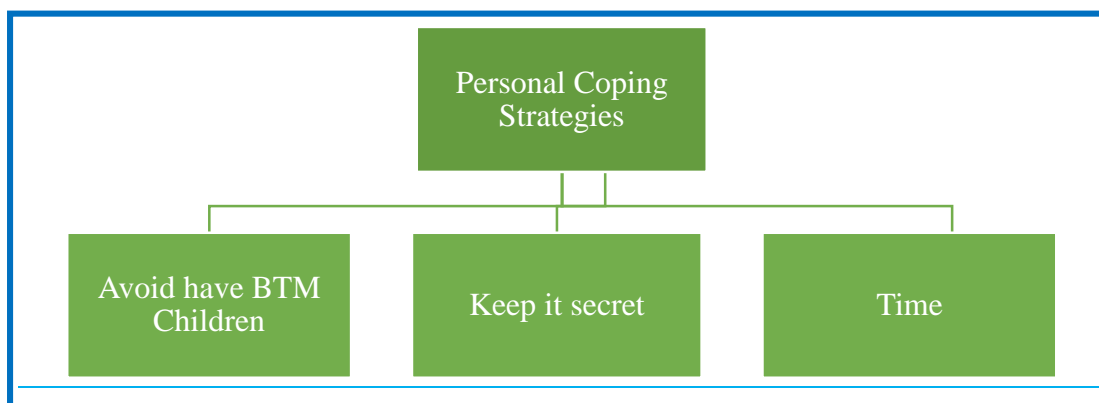 Personal Coping
Strategies
Avoid have BTM
Children
Keep it secret
Time